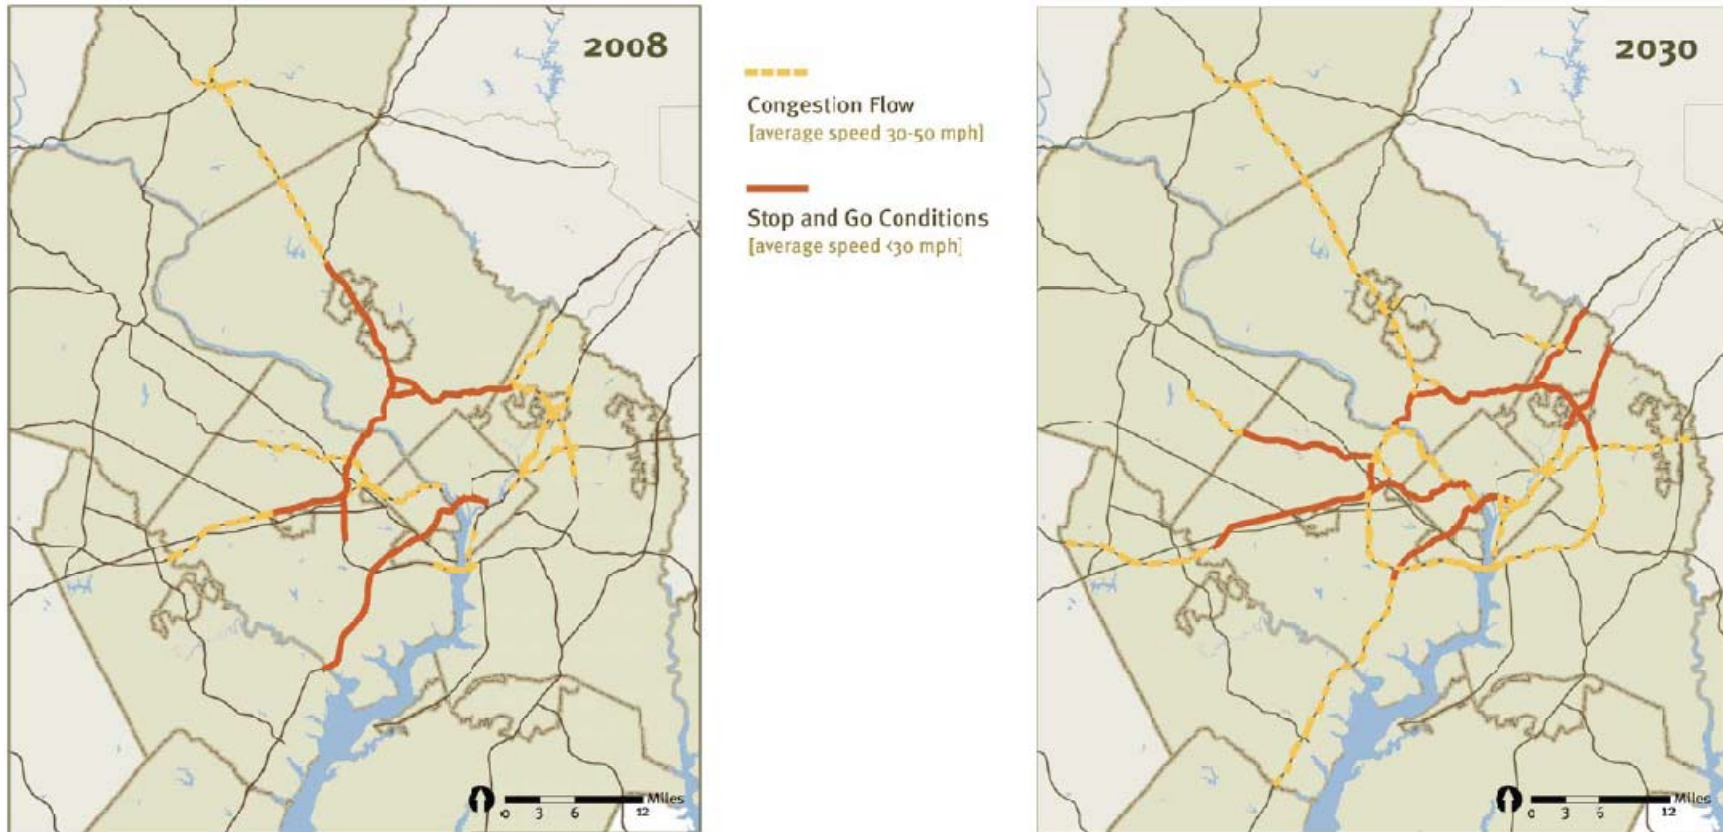 2008
0 3 6 12 Miles
Congestion Flow
[average speed 30-50 mph]
Stop and Go Conditions
[average speed <30 mph]
2030
0 3 6 12 Miles